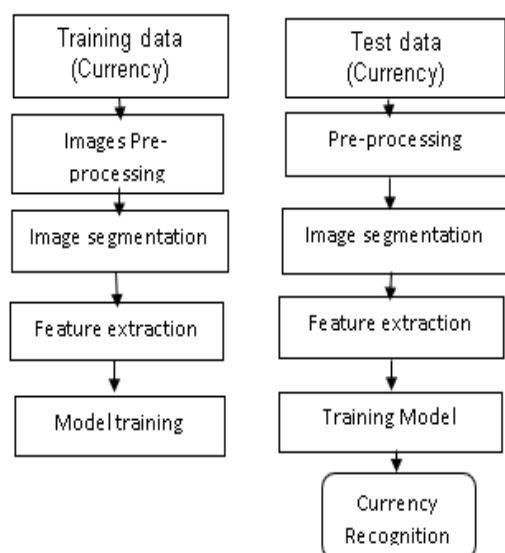 Training data
(Currency)
Images Pre-
processing
Image segmentation
Feature extraction
Model training
Test data
(Currency)
Pre-processing
Image segmentation
Feature extraction
Training Model
Currency
Recognition